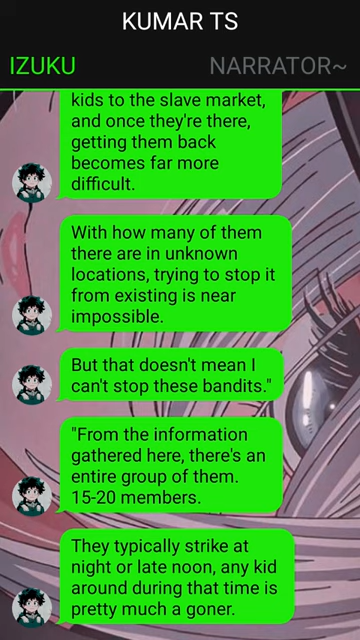 KUMAR TS
IZUKU
NARRATOR~
kids to the slave market,
and once they're there,
getting them back
becomes far more
difficult.
With how many of them
there are in unknown
locations, trying to stop it
from existing is near
impossible.
But that doesn't mean I
can't stop these bandits."
"From the information
gathered here, there's an
entire group of them.
15-20 members.
They typically strike at
night or late noon, any kid
around during that time is
pretty much a goner.